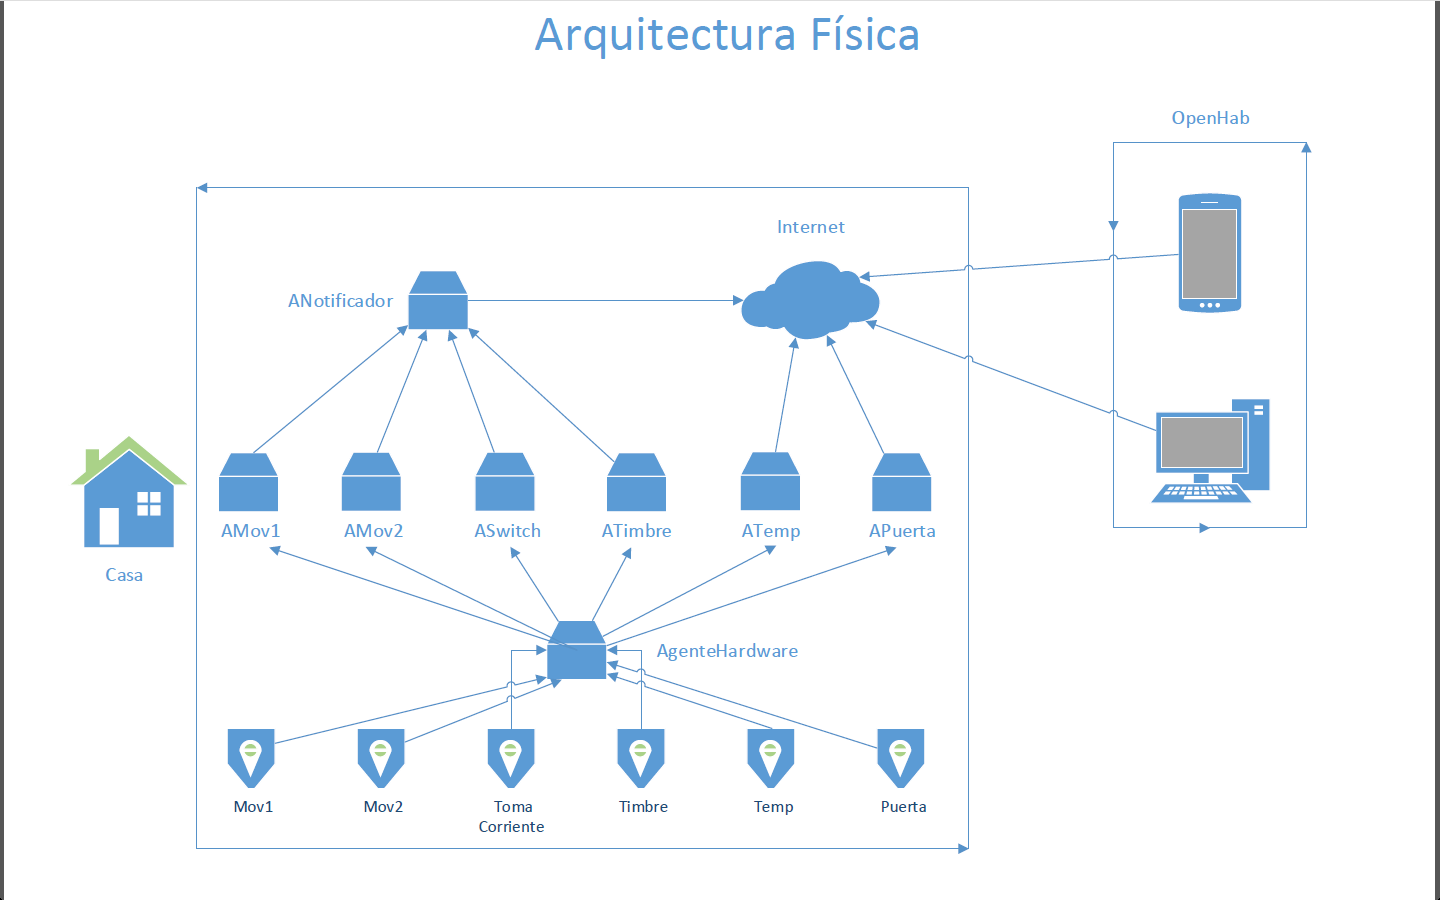 Arquitectura Física
OpenHab
Internet
ANotificador
AMov1
AMov2
ASwitch
ATimbre
ATemp
APuerta
Casa
AgenteHardware
Mov1
Mov2
Toma
Corriente
Timbre
Temp
Puerta